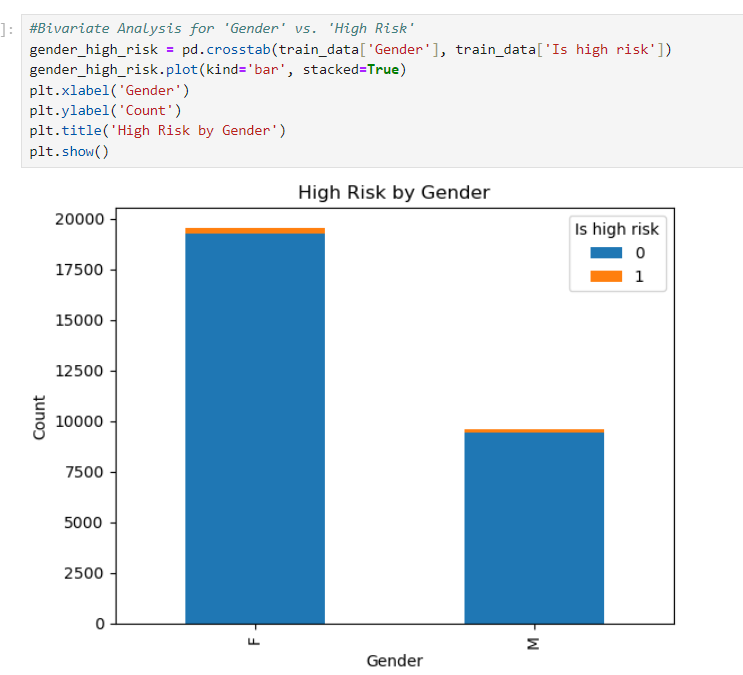 ]:
#Bivariate Analysis for 'Gender' vs. 'High Risk'
gender_high_risk = pd.crosstab(train_data['Gender'], train_data['Is high risk'])
gender_high_risk.plot(kind='bar', stacked=True)
plt.xlabel('Gender')
plt.ylabel('Count')
plt.title('High Risk by Gender')
plt.show()
High Risk by Gender
Is high risk
0
1
20000
17500
15000
12500
10000
7500
5000
2500
0
Count
F
M
Gender